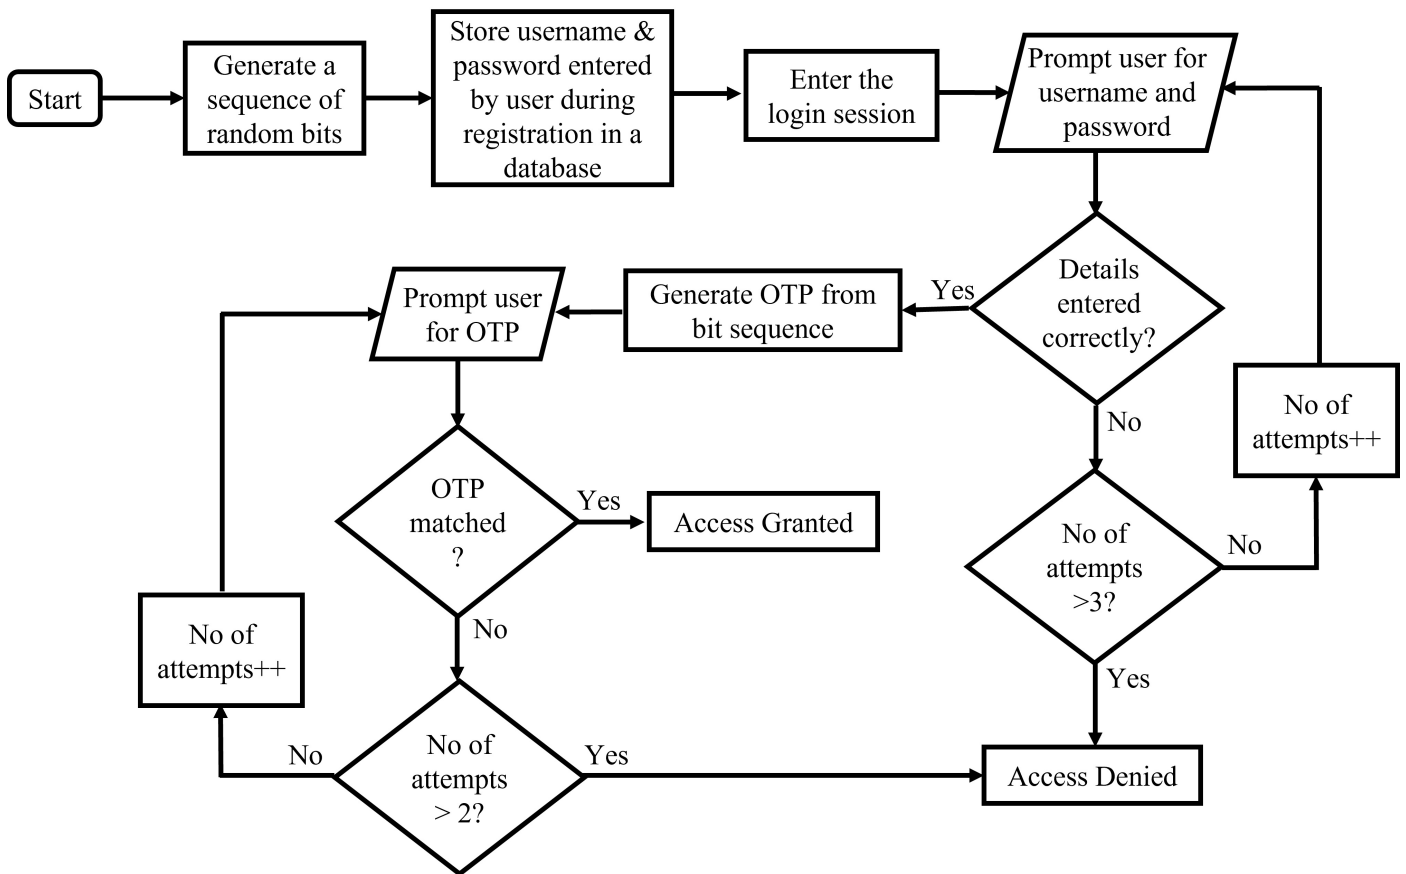 Start
Generate a
sequence of
random bits
Store username &
password entered
by user during
registration in a
database
Enter the
login session
Prompt user for
username and
password
Details
entered
correctly?
Yes
No
Generate OTP from
bit sequence
Prompt user
for OTP
OTP
matched
?
Yes
Access Granted
No
No of
attempts
> 2?
No
No of
attempts++
Yes
No of
attempts
>3?
No
No of
attempts++
Yes
Access Denied